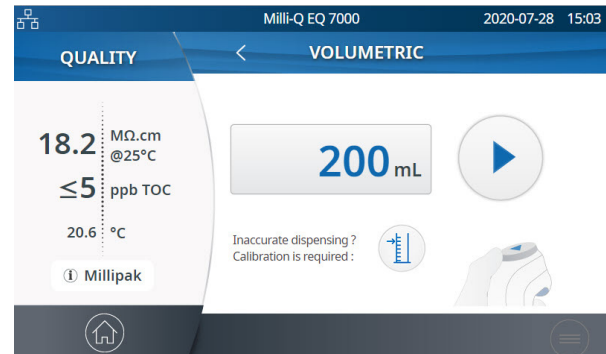 Milli-Q EQ 7000
2020-07-28 15:03
QUALITY
VOLUMETRIC
18.2 MΩ.cm
@25°C
≤5 ppb TOC
20.6 °C
Millipak
200 mL
Inaccurate dispensing ?
Calibration is required :